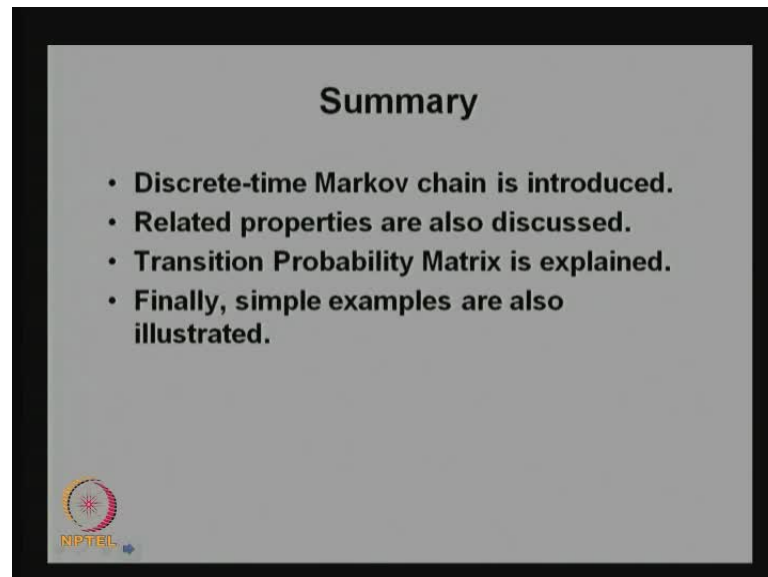 Summary
• Discrete-time Markov chain is introduced.
• Related properties are also discussed.
• Transition Probability Matrix is explained.
• Finally, simple examples are also
illustrated.
NPTEL